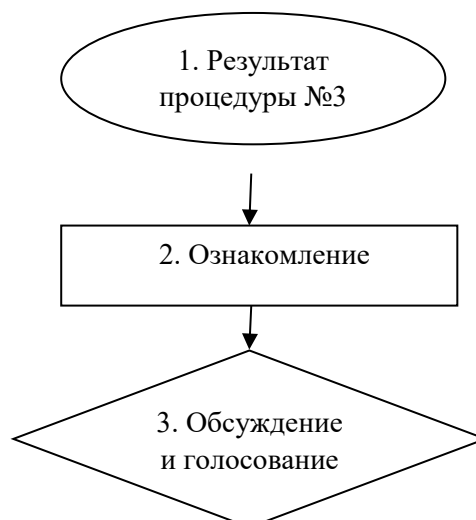 1. Результат
процедуры №3
2. Ознакомление
3. Обсуждение
и голосование